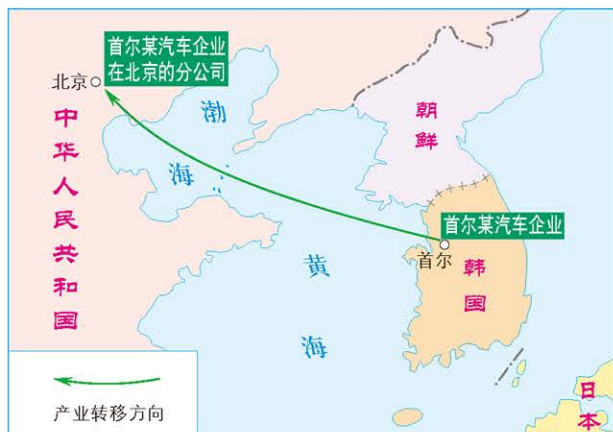 首尔某汽车企业
在北京的分公司
北京
中华人民共和国
渤海
朝鲜
首尔某汽车企业
首尔
韩国
黄海
日本
产业转移方向